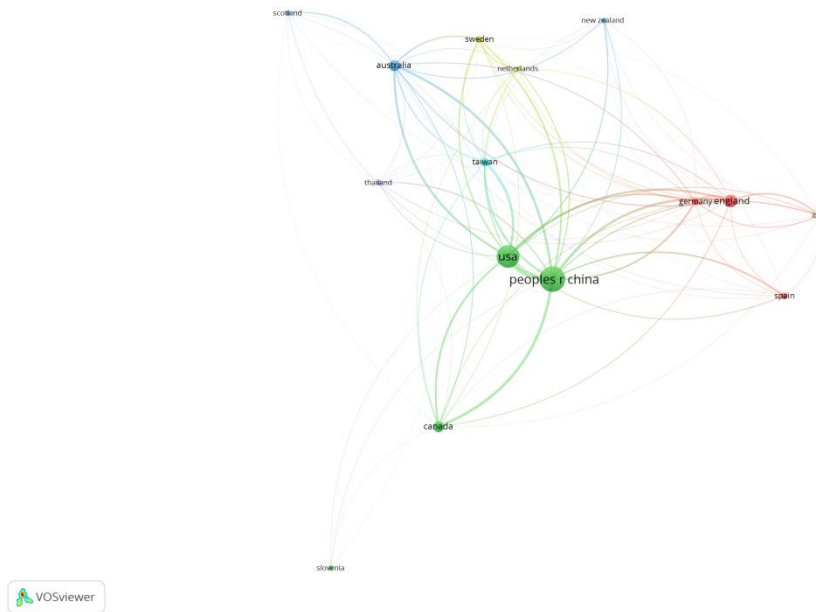 scotland
new zealand
sweden
australia
netherlands
taiwan
thailand
germany
england
usa
peoples r china
spain
canada
slovenia
VOSviewer